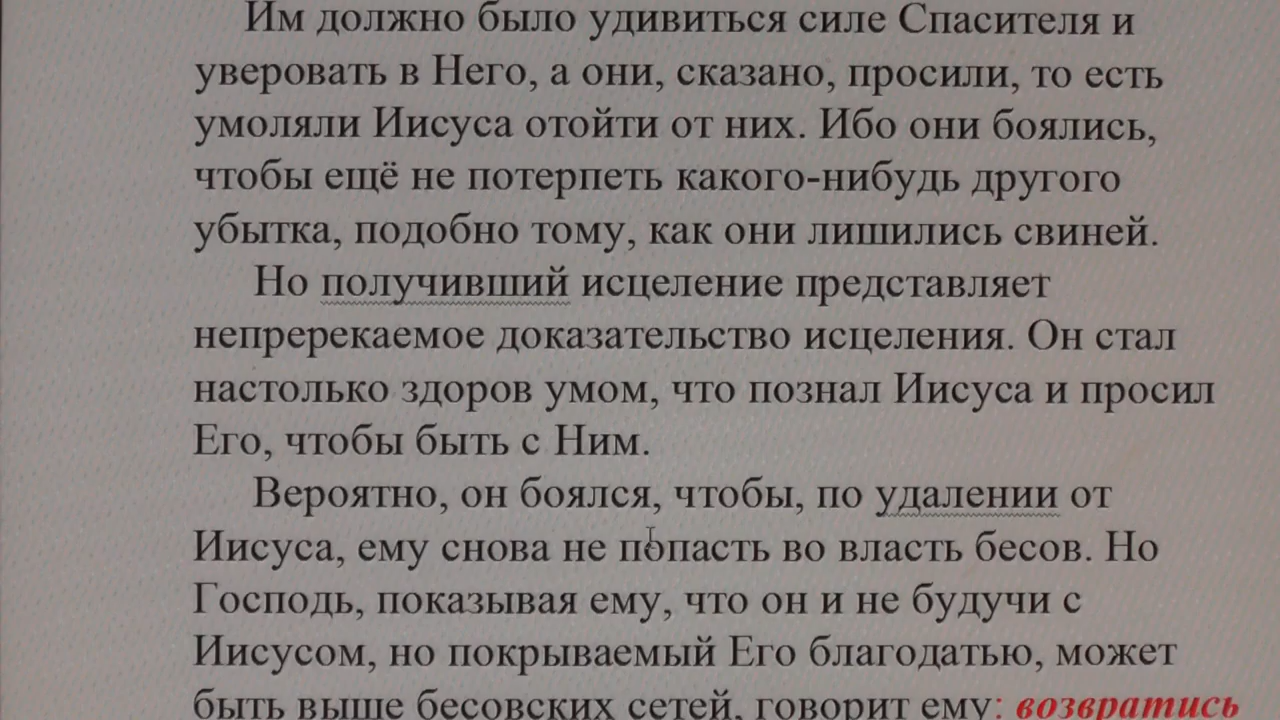 Им должно было удивиться силе Спасителя и
уверовать в Него, а они, сказано, просили, то есть
умоляли Иисуса отойти от них. Ибо они боялись,
чтобы ещё не потерпеть какого-нибудь другого
убытка, подобно тому, как они лишились свиней.
Но получивший исцеление представляет
непререкаемое доказательство исцеления. Он стал
настолько здоров умом, что познал Иисуса и просил
Его, чтобы быть с Ним.
Вероятно, он боялся, чтобы, по удалении от
Иисуса, ему снова не попасть во власть бесов. Но
Господь, показывая ему, что он и не будучи с
Иисусом, но покрываемый Его благодатью, может
быть выше бесовских сетей, говорит ему: возвратись